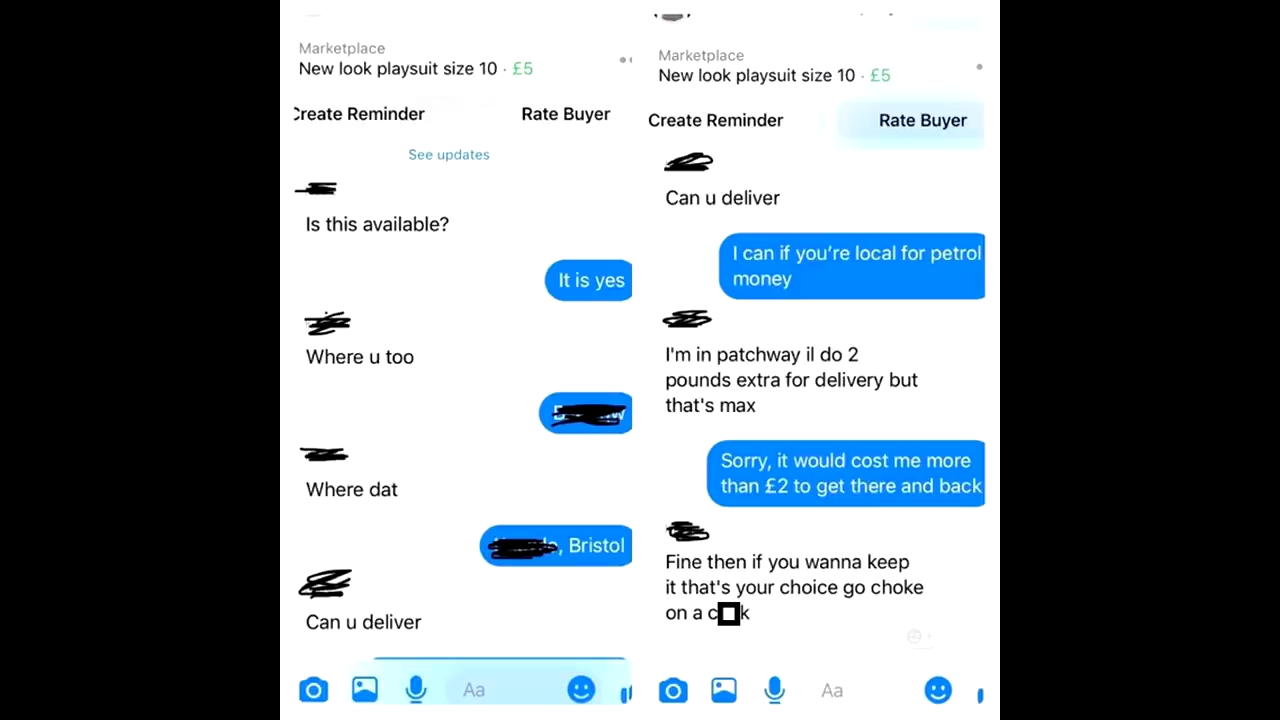 Marketplace
New look playsuit size 10 · £5
Create Reminder
Rate Buyer
See updates
Is this available?
It is yes
Where u too
Where dat
, Bristol
Can u deliver
Aa
Marketplace
New look playsuit size 10 · £5
Create Reminder
Rate Buyer
Can u deliver
I can if you're local for petrol
money
I'm in patchway il do 2
pounds extra for delivery but
that's max
Sorry, it would cost me more
than £2 to get there and back
Fine then if you wanna keep
it that's your choice go choke
on a
Aa